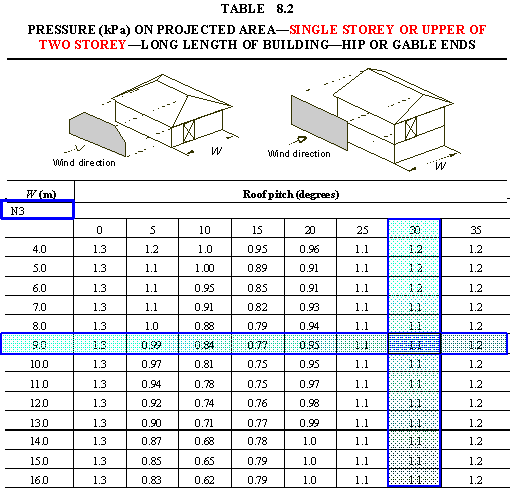 TABLE 8.2
PRESSURE (kPa) ON PROJECTED AREA—SINGLE STOREY OR UPPER OF
TWO STOREY—LONG LENGTH OF BUILDING—HIP OR GABLE ENDS
Wind direction W Wind direction W
W (m) Roof pitch (degrees)
N3
0 5 10 15 20 25 30 35
4.0 1.3 1.2 1.0 0.95 0.96 1.1 1.2 1.2
5.0 1.3 1.1 1.00 0.89 0.91 1.1 1.2 1.2
6.0 1.3 1.1 0.95 0.85 0.91 1.1 1.2 1.2
7.0 1.3 1.1 0.91 0.82 0.93 1.1 1.1 1.2
8.0 1.3 1.0 0.88 0.79 0.94 1.1 1.1 1.2
9.0 1.3 0.99 0.84 0.77 0.95 1.1 1.1 1.2
10.0 1.3 0.97 0.81 0.75 0.95 1.1 1.1 1.2
11.0 1.3 0.94 0.78 0.75 0.97 1.1 1.1 1.2
12.0 1.3 0.92 0.74 0.76 0.98 1.1 1.1 1.2
13.0 1.3 0.90 0.71 0.77 0.99 1.1 1.1 1.2
14.0 1.3 0.87 0.68 0.78 1.0 1.1 1.1 1.2
15.0 1.3 0.85 0.65 0.79 1.0 1.1 1.1 1.2
16.0 1.3 0.83 0.62 0.79 1.0 1.1 1.1 1.2